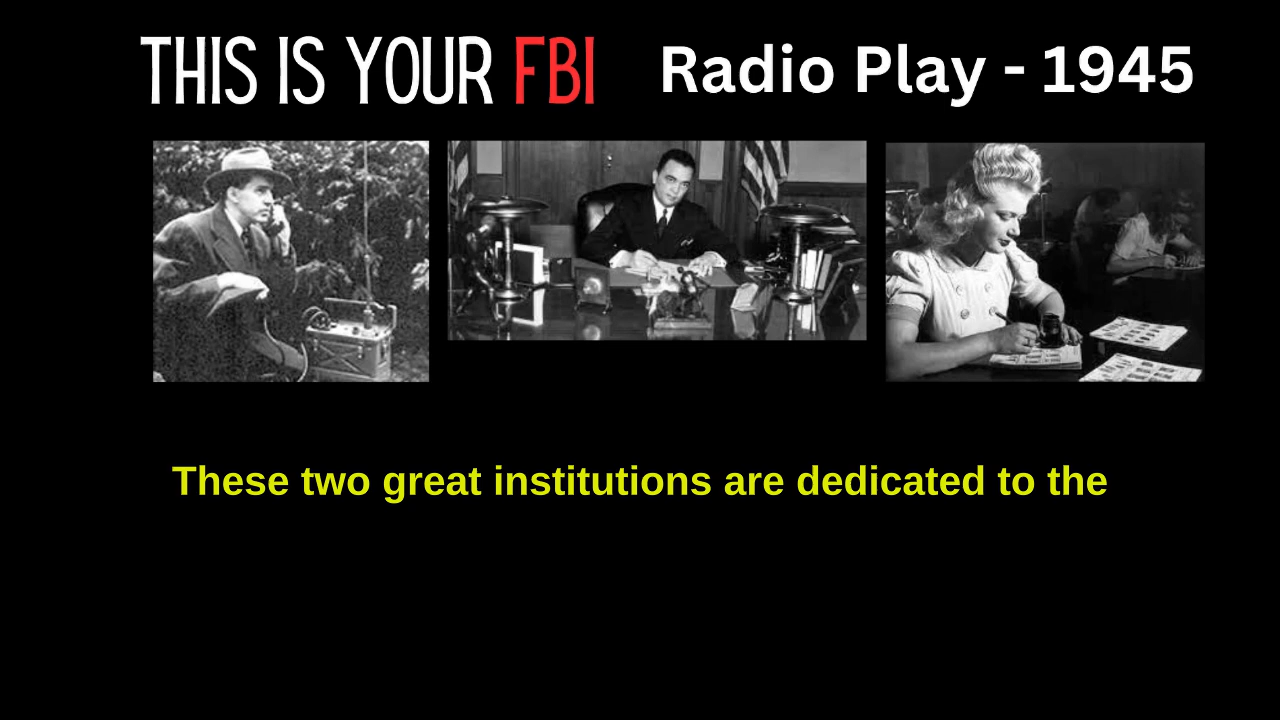 THIS IS YOUR FBI
Radio Play - 1945
These two great institutions are dedicated to the